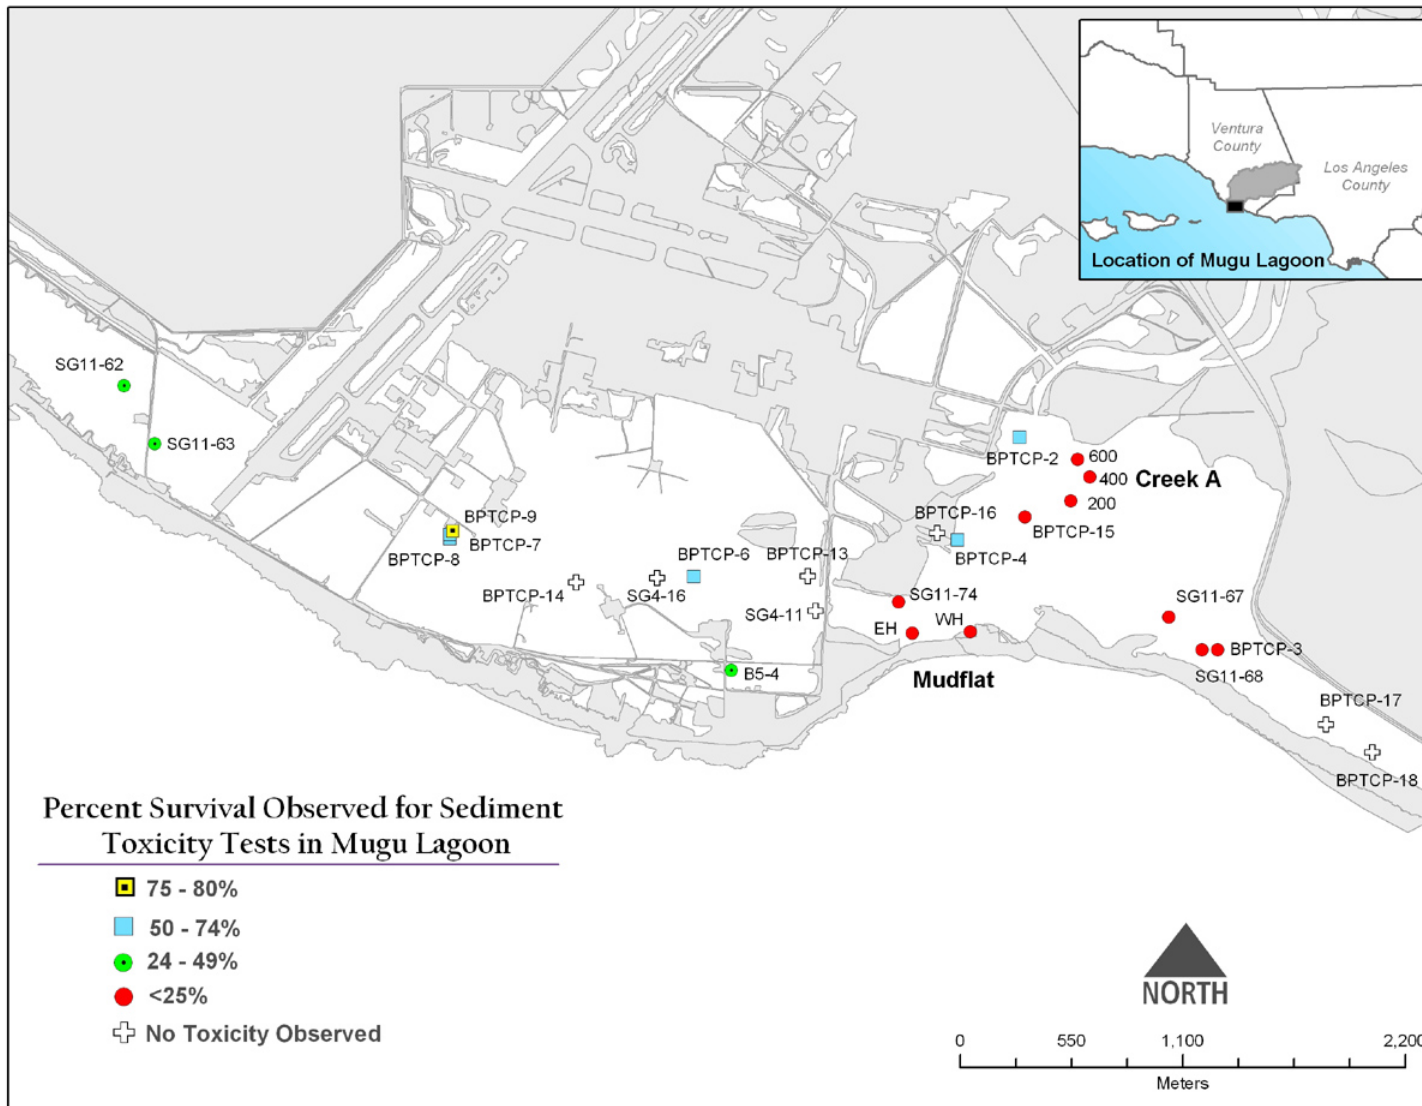 Ventura
County
Los Angeles
County
Location of Mugu Lagoon
SG11-62
SG11-63
BPTCP-2
600
400
Creek A
200
BPTCP-15
BPTCP-16
BPTCP-4
BPTCP-9
BPTCP-7
BPTCP-8
BPTCP-6
BPTCP-13
BPTCP-14
SG4-16
SG4-11
SG11-74
EH
WH
SG11-67
BPTCP-3
SG11-68
B5-4
Mudflat
BPTCP-17
BPTCP-18
Percent Survival Observed for Sediment
Toxicity Tests in Mugu Lagoon
75 - 80%
50 - 74%
24 - 49%
<25%
No Toxicity Observed
NORTH
0 550 1,100 2,200
Meters